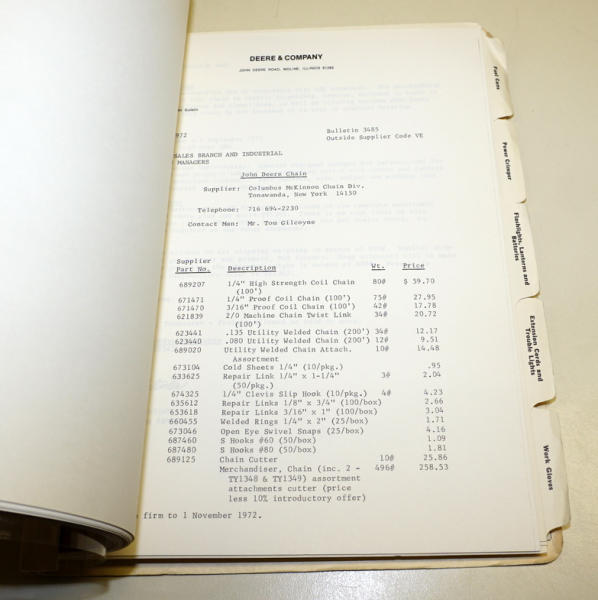 DEERE & COMPANY
JOHN DEERE ROAD, MOLINE, ILLINOIS 61265
Bulletin
1972
Bulletin 3485
Outside Supplier Code VE
SALES BRANCH AND INDUSTRIAL
MANAGERS
John Deere Chain
Supplier: Columbus McKinnon Chain Div.
Tonawanda, New York 14150
Telephone: 716 694-2230
Contact Man: Mr. Tom Gilcoyne
Supplier
Part No. Description Wt. Price
689207 1/4" High Strength Coil Chain 80# $ 59.70
(100')
671471 1/4" Proof Coil Chain (100') 75# 27.95
671470 3/16" Proof Coil Chain (100') 42# 17.78
621839 2/0 Machine Chain Twist Link 34# 20.72
(100')
623441 .135 Utility Welded Chain (200') 34# 12.17
623440 .080 Utility Welded Chain (200') 12# 9.51
689020 Utility Welded Chain Attach. 10# 14.48
Assortment
673104 Cold Sheets 1/4" (10/pkg.) .95
633625 Repair Link 1/4" x 1-1/4" 3# 2.04
(50/pkg.)
674325 1/4" Clevis Slip Hook (10/pkg.) 4# 4.23
635612 Repair Links 1/8" x 3/4" (100/box) 2.66
653618 Repair Links 3/16" x 1" (100/box) 3.04
660455 Welded Rings 1/4" x 2" (25/box) 1.71
673046 Open Eye Swivel Snaps (25/box) 4.16
687460 S Hooks #60 (50/box) 1.09
687480 S Hooks #80 (50/box) 1.81
689125 Chain Cutter 10# 25.86
Merchandiser, Chain (inc. 2 - 496# 258.53
TY1348 & TY1349) assortment
attachments cutter (price
less 10% introductory offer)
firm to 1 November 1972.
Fuel Cans
Power Crimper
Flashlights, Lanterns and
Batteries
Extension Cords and
Trouble Lights
Work Gloves